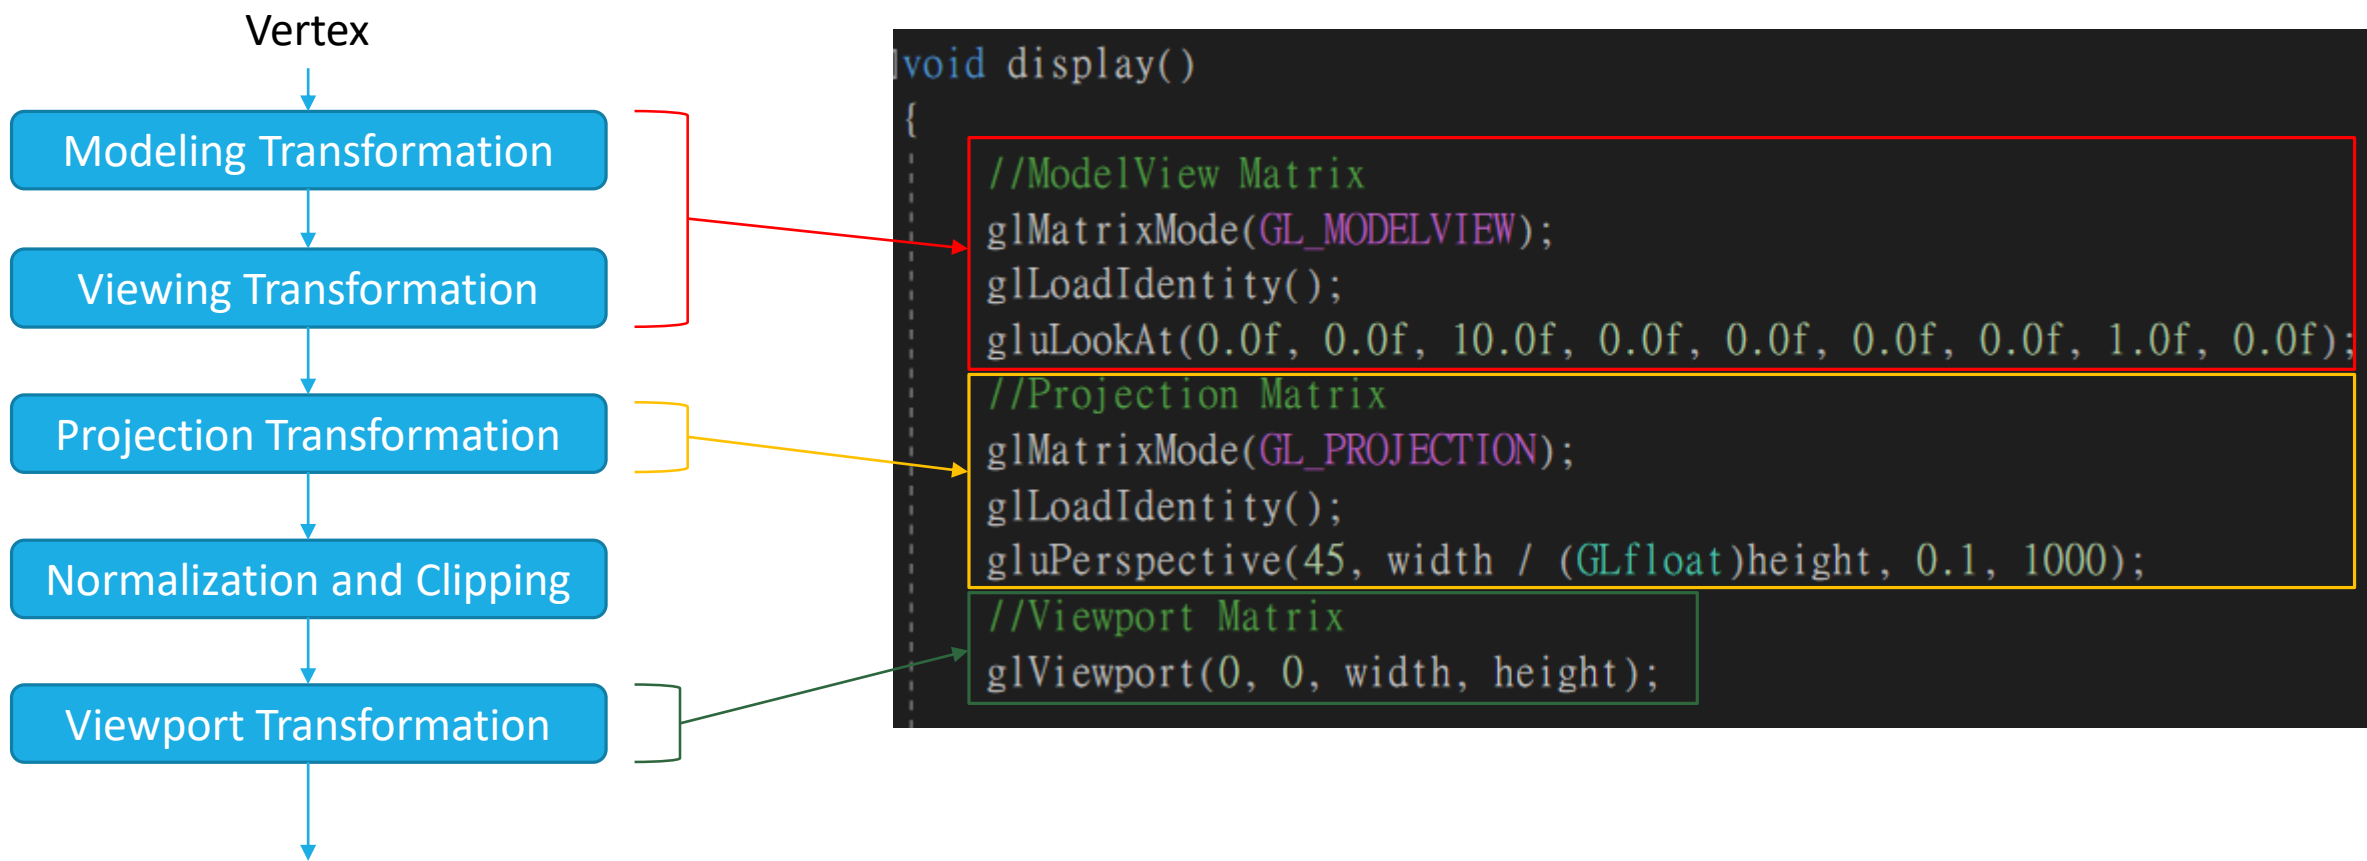 Vertex
Modeling Transformation
Viewing Transformation
Projection Transformation
Normalization and Clipping
Viewport Transformation
void display()
{
//ModelView Matrix
glMatrixMode(GL_MODELVIEW);
glLoadIdentity();
gluLookAt(0.0f, 0.0f, 10.0f, 0.0f, 0.0f, 0.0f, 0.0f, 1.0f, 0.0f);
//Projection Matrix
glMatrixMode(GL_PROJECTION);
glLoadIdentity();
gluPerspective(45, width / (GLfloat)height, 0.1, 1000);
//Viewport Matrix
glViewport(0, 0, width, height);